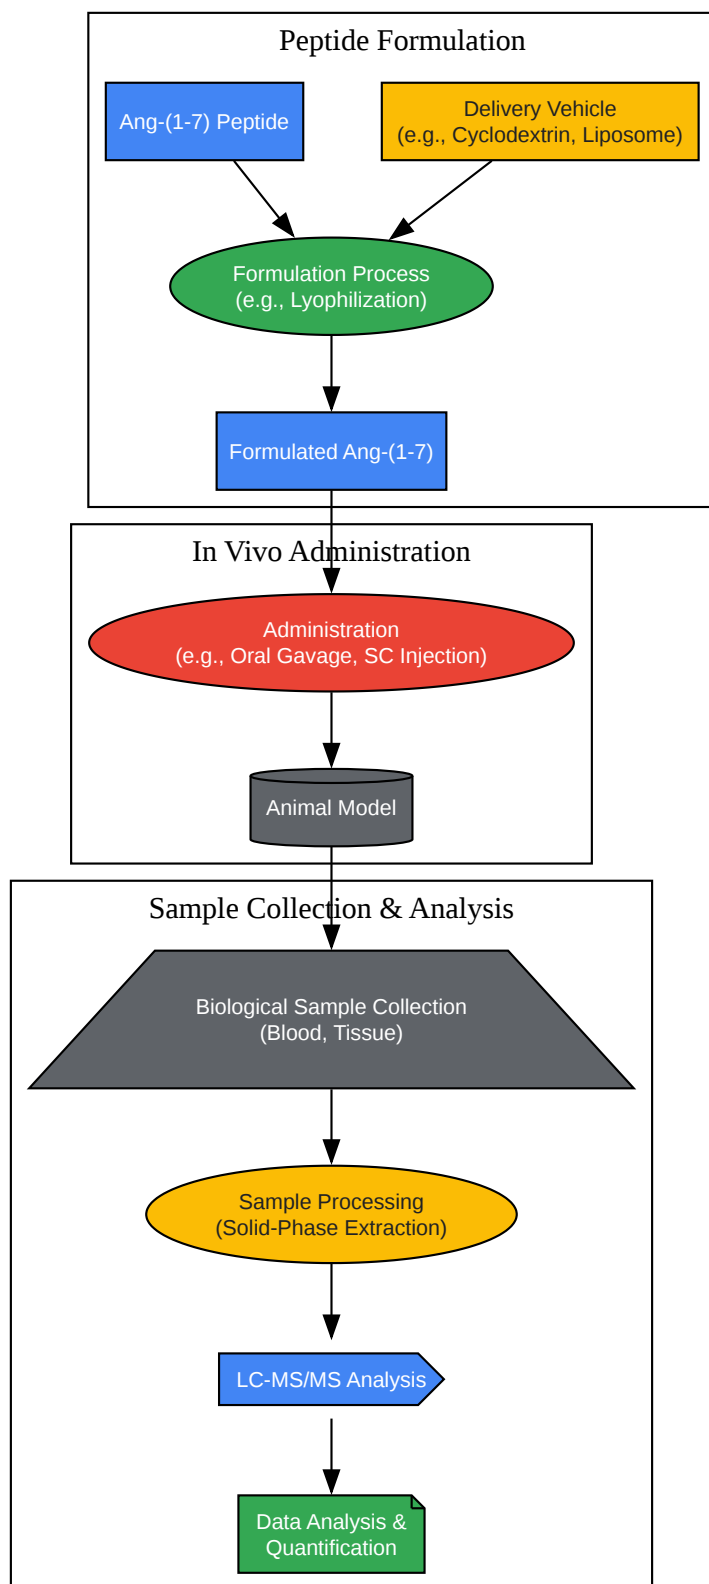 Peptide Formulation
Ang-(1-7) Peptide
Delivery Vehicle
(e.g., Cyclodextrin, Liposome)
Formulation Process
(e.g., Lyophilization)
Formulated Ang-(1-7)
In Vivo Administration
Administration
(e.g., Oral Gavage, SC Injection)
Animal Model
Sample Collection & Analysis
Biological Sample Collection
(Blood, Tissue)
Sample Processing
(Solid-Phase Extraction)
LC-MS/MS Analysis
Data Analysis &
Quantification